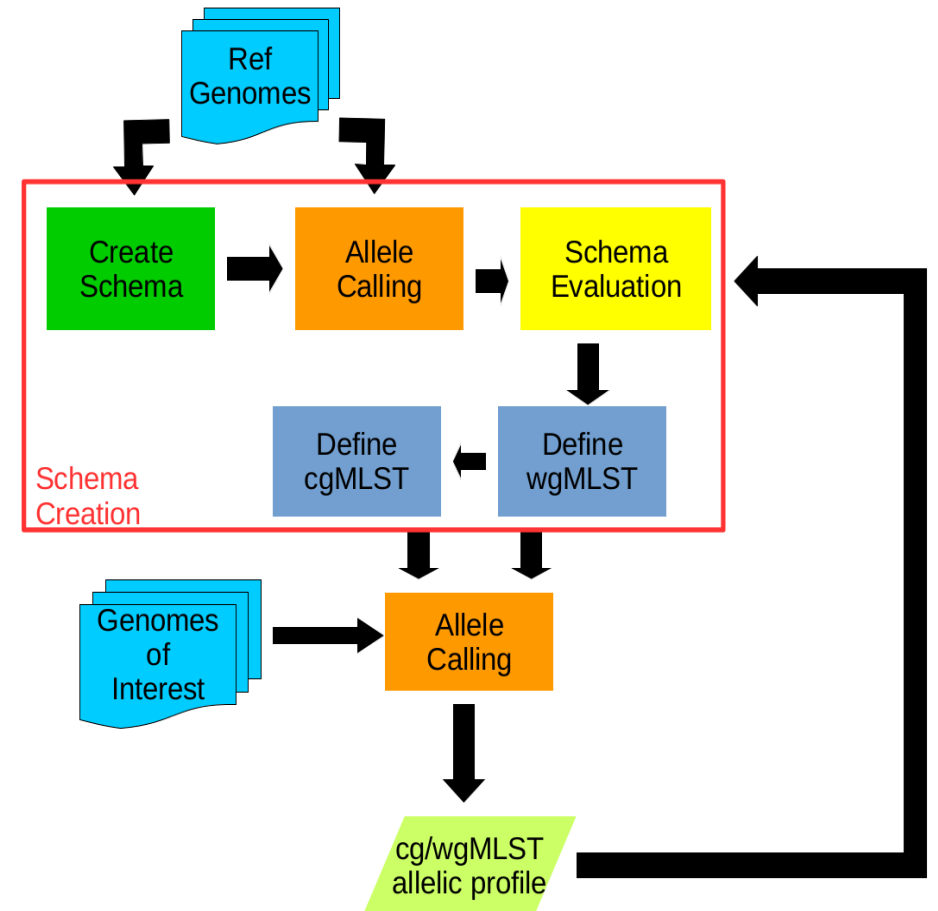 Ref
Genomes
Create
Schema
Allele
Calling
Schema
Evaluation
Define
cgMLST
Define
wgMLST
Schema
Creation
Genomes
of
Interest
Allele
Calling
cg/wgMLST
allelic profile